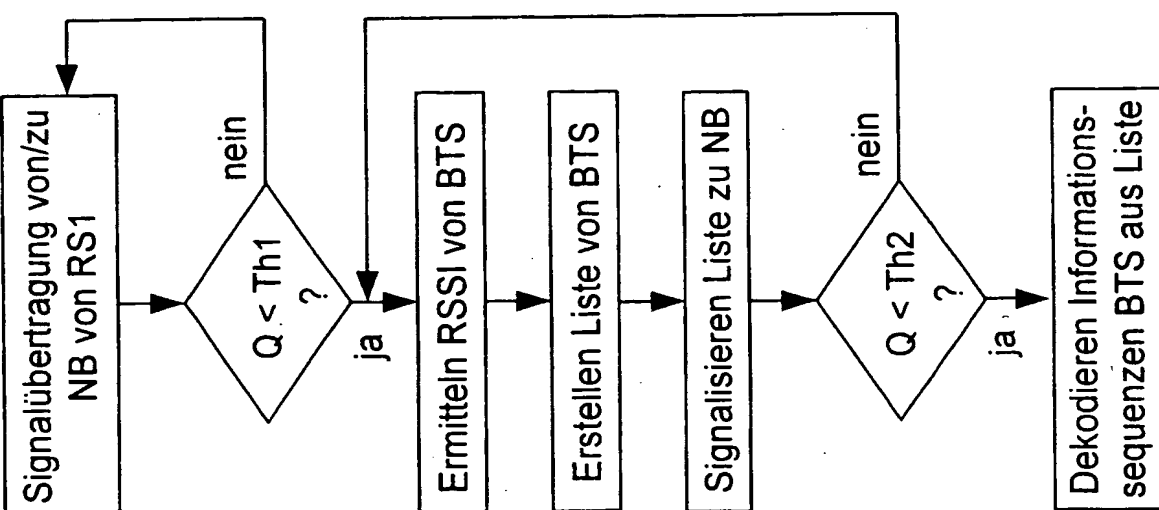 Signalübertragung von/zu
NB von RS1
Q < Th1
?
nein
ja
Ermitteln RSSI von BTS
Erstellen Liste von BTS
Signalisieren Liste zu NB
Q < Th2
?
nein
ja
Dekodieren Informations-
sequenzen BTS aus Liste